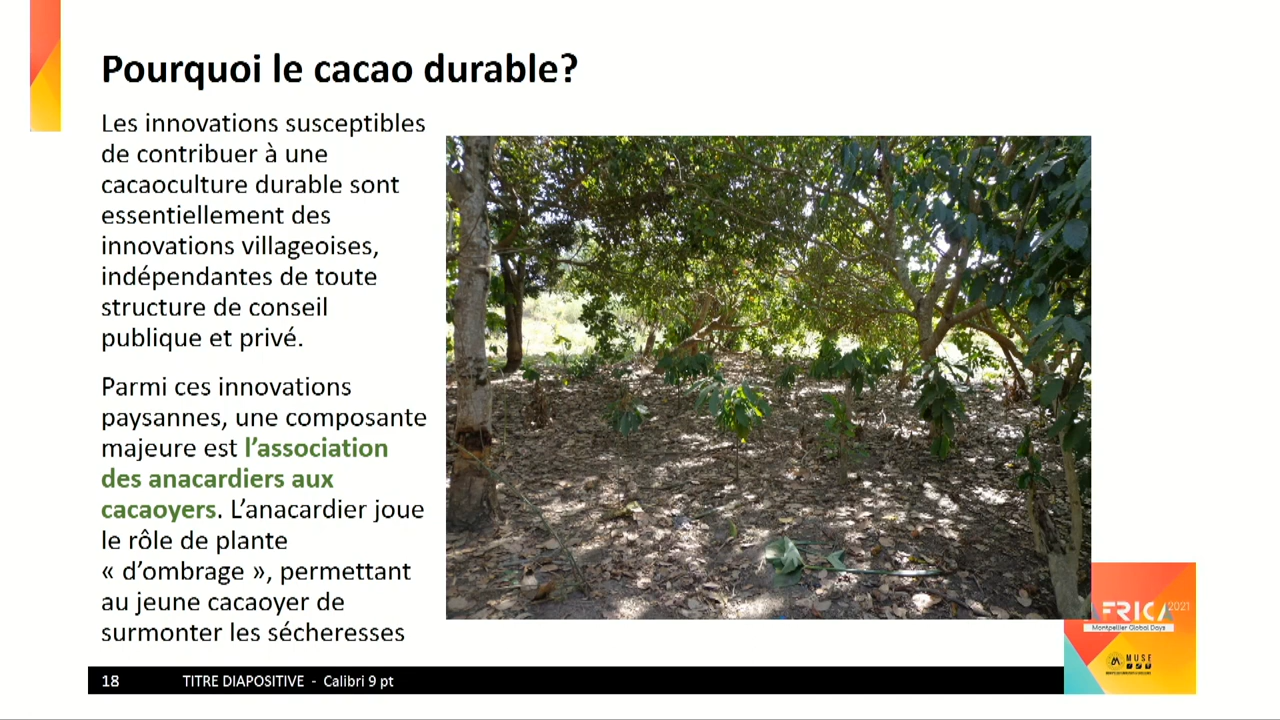 Pourquoi le cacao durable?
Les innovations susceptibles
de contribuer à une
cacaoculture durable sont
essentiellement des
innovations villageoises,
indépendantes de toute
structure de conseil
publique et privé.
Parmi ces innovations
paysannes, une composante
majeure est l’association
des anacardiers aux
cacaoyers. L’anacardier joue
le rôle de plante
« d’ombrage », permettant
au jeune cacaoyer de
surmonter les sécheresses
AFRICA 2021
Montpellier Global Days
MUSE
18 TITRE DIAPOSITIVE - Calibri 9 pt